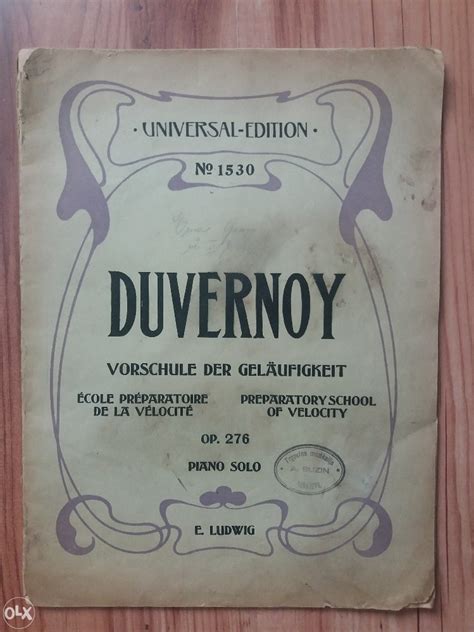 · UNIVERSAL-EDITION ·
No 1530
DUVERNOY
VORSCHULE DER GELÄUFIGKEIT
ÉCOLE PRÉPARATOIRE
DE LA VÉLOCITÉ
PREPARATORY SCHOOL
OF VELOCITY
OP. 276
PIANO SOLO
E. LUDWIG
OLX